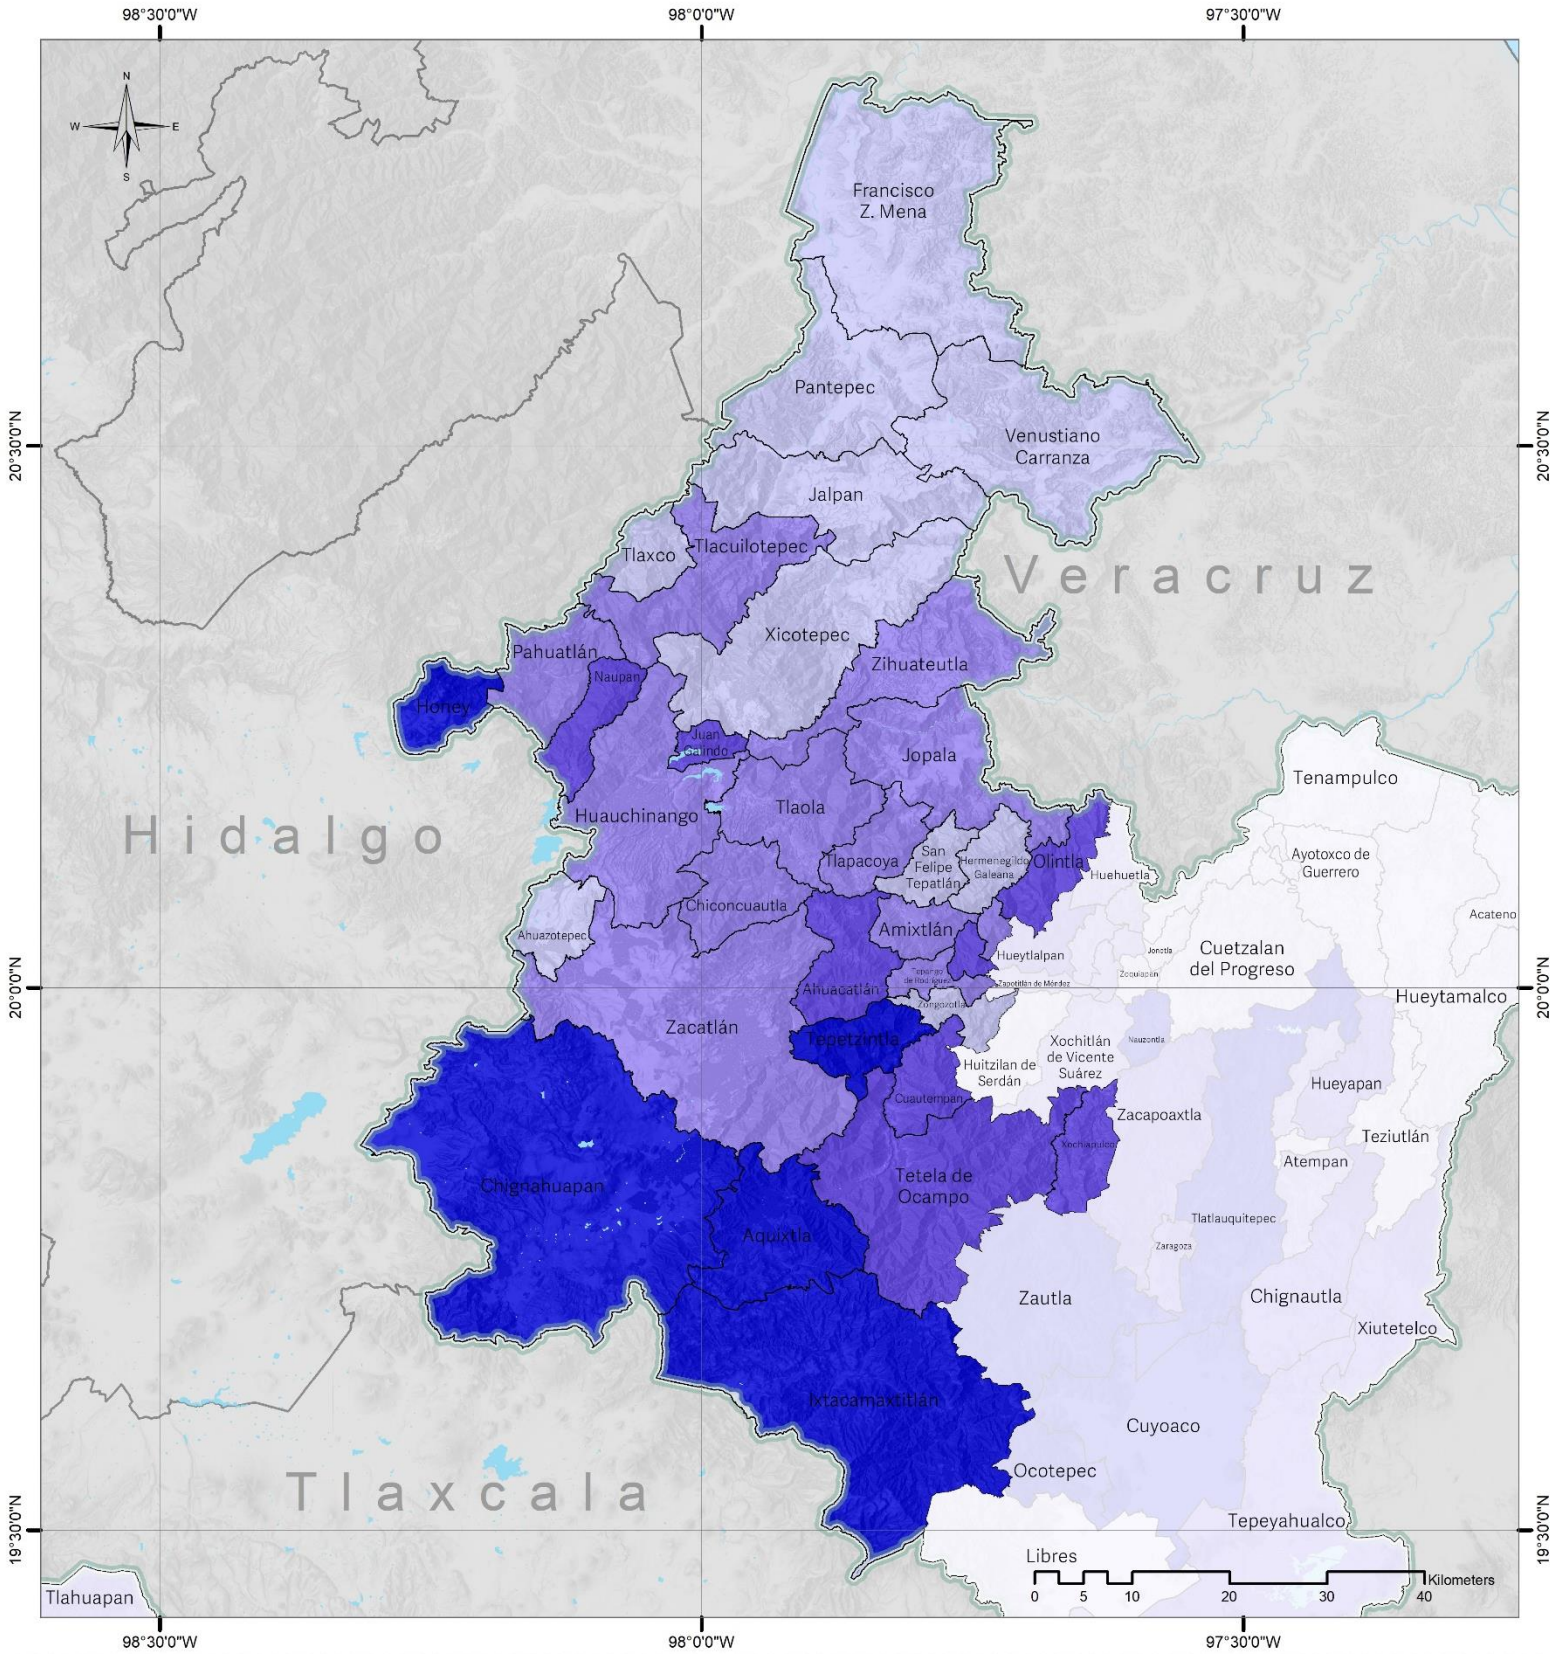 98°30'0"W
98°0'0"W
97°30'0"W
N
W
E
S
Francisco
Z. Mena
Pantepec
20°30'0"N
20°30'0"N
Venustiano
Carranza
Jalpan
Tlaxco
Tlacuilotepec
Veracruz
Xicotepec
Pahuatlán
Zihuateutla
Naupan
Honey
Juan
Galindo
Jopala
Tenampulco
Hidalgo
Huauchinango
Tlaola
San
Felipe
Tepatlán
Tlapacoya
Hermenegildo
Galeana
Olintla
Huehuetla
Ayotoxco de
Guerrero
Chiconcuautla
Acateno
Ahuazotepec
Amixtlán
Hueytlalpan
Jonotla
Cuetzalan
del Progreso
Zoquiapan
Tepango
de Rodríguez
Zapotitlán de Méndez
20°0'0"N
20°0'0"N
Ahuacatlán
Hueytamalco
Zongozotla
Zacatlán
Tepetzintla
Nauzontla
Xochitlán
de Vicente
Suárez
Huitzilan de
Serdán
Hueyapan
Cuautempan
Zacapoaxtla
Xochiapulco
Teziutlán
Atempan
Chignahuapan
Tetela de
Ocampo
Tlatlauquitepec
Aquixtla
Zaragoza
Zautla
Chignautla
Xiutetelco
Ixtacamaxtitlán
Cuyoaco
Ocotepec
Tlaxcala
Tepeyahualco
19°30'0"N
19°30'0"N
Libres
Kilometers
0 5 10 20 30 40
Tlahuapan
98°30'0"W
98°0'0"W
97°30'0"W